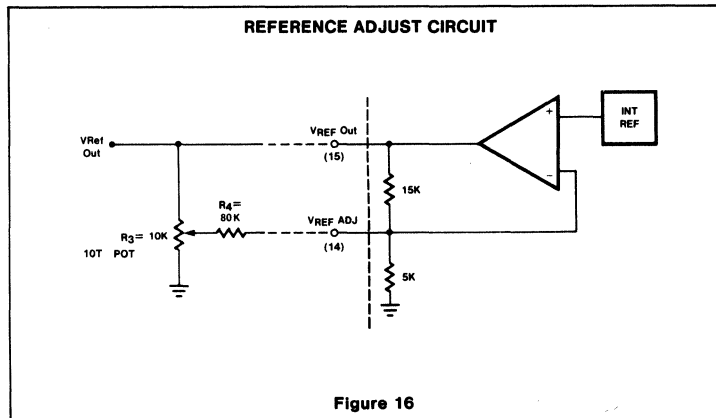 REFERENCE ADJUST CIRCUIT
INT
REF
+
−
VRef
Out
VREF Out
(15)
15K
R4=
80K
VREF ADJ
(14)
R3= 10K
10T POT
5K
Figure 16